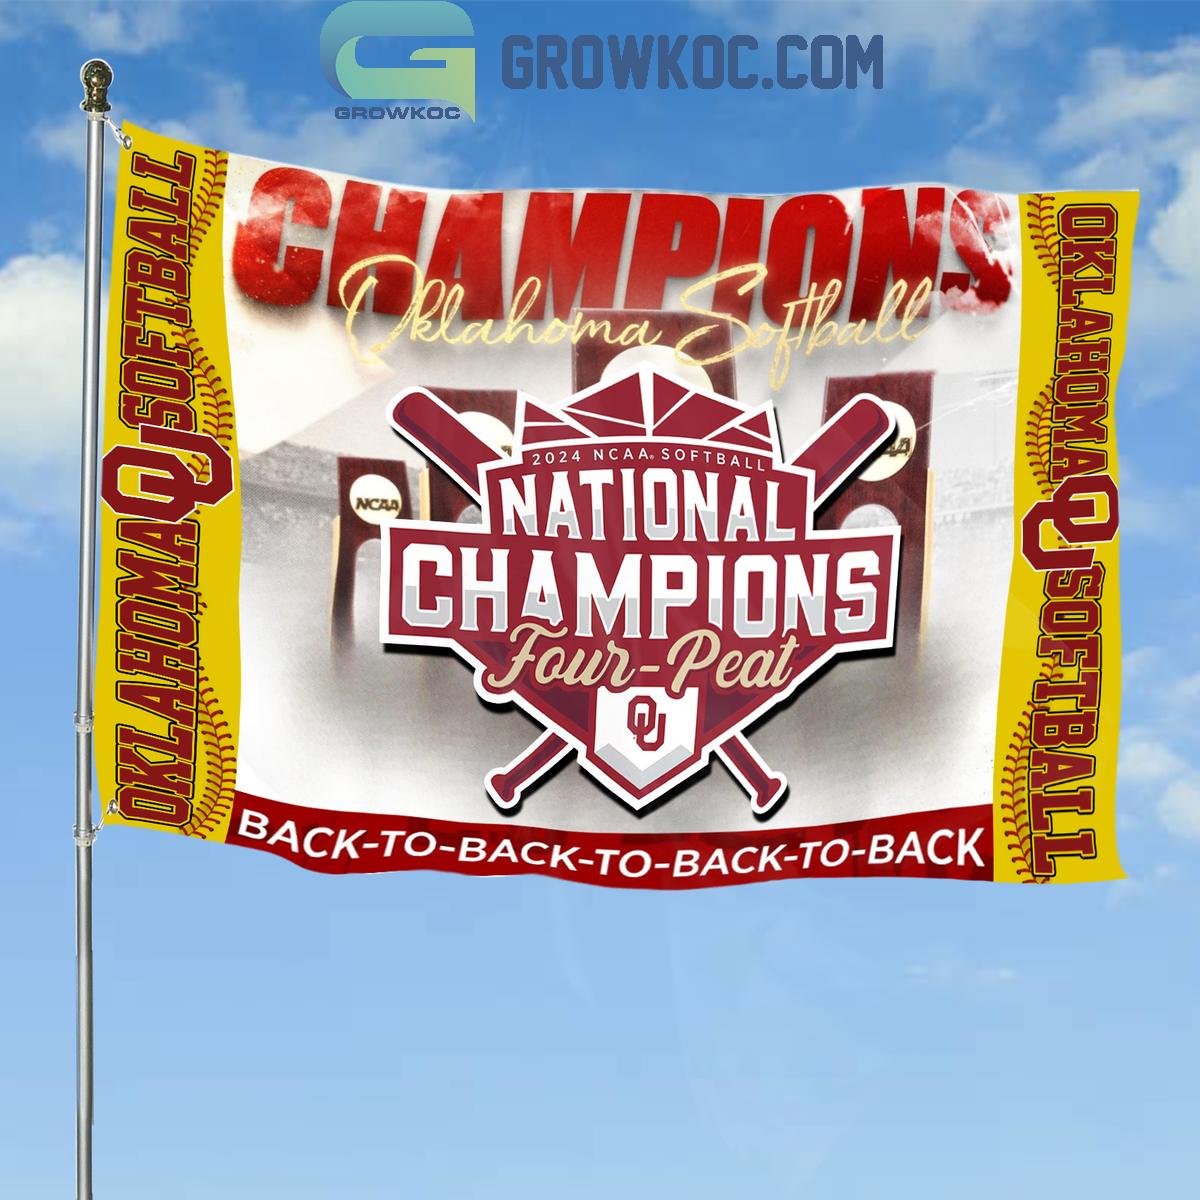 GROWKOC
GROWKOC.COM
CHAMPIONS
Oklahoma Softball
OKLAHOMA OU SOFTBALL
NCAA
2024 NCAA SOFTBALL
NATIONAL
CHAMPIONS
Four-Peat
OU
BACK-TO-BACK-TO-BACK-TO-BACK
OKLAHOMA OU SOFTBALL